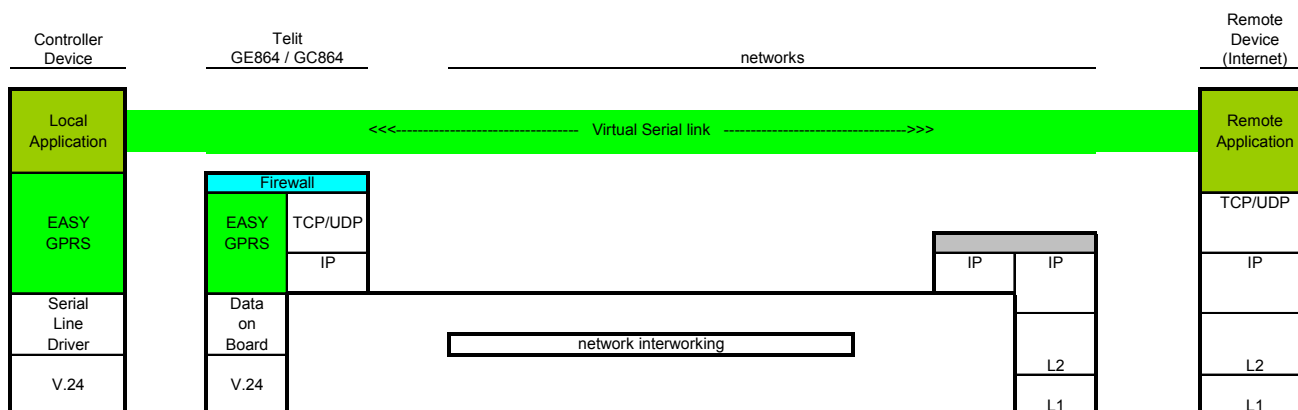 Controller
Device
Telit
GE864 / GC864
networks
Remote
Device
(Internet)
Local
Application
<<<---------------------------------- Virtual Serial link ---------------------------------->>>
Remote
Application
Firewall
EASY
GPRS
EASY
GPRS
TCP/UDP
IP
TCP/UDP
IP
IP
IP
Serial
Line
Driver
Data
on
Board
network interworking
L2
L2
V.24
V.24
L1
L1